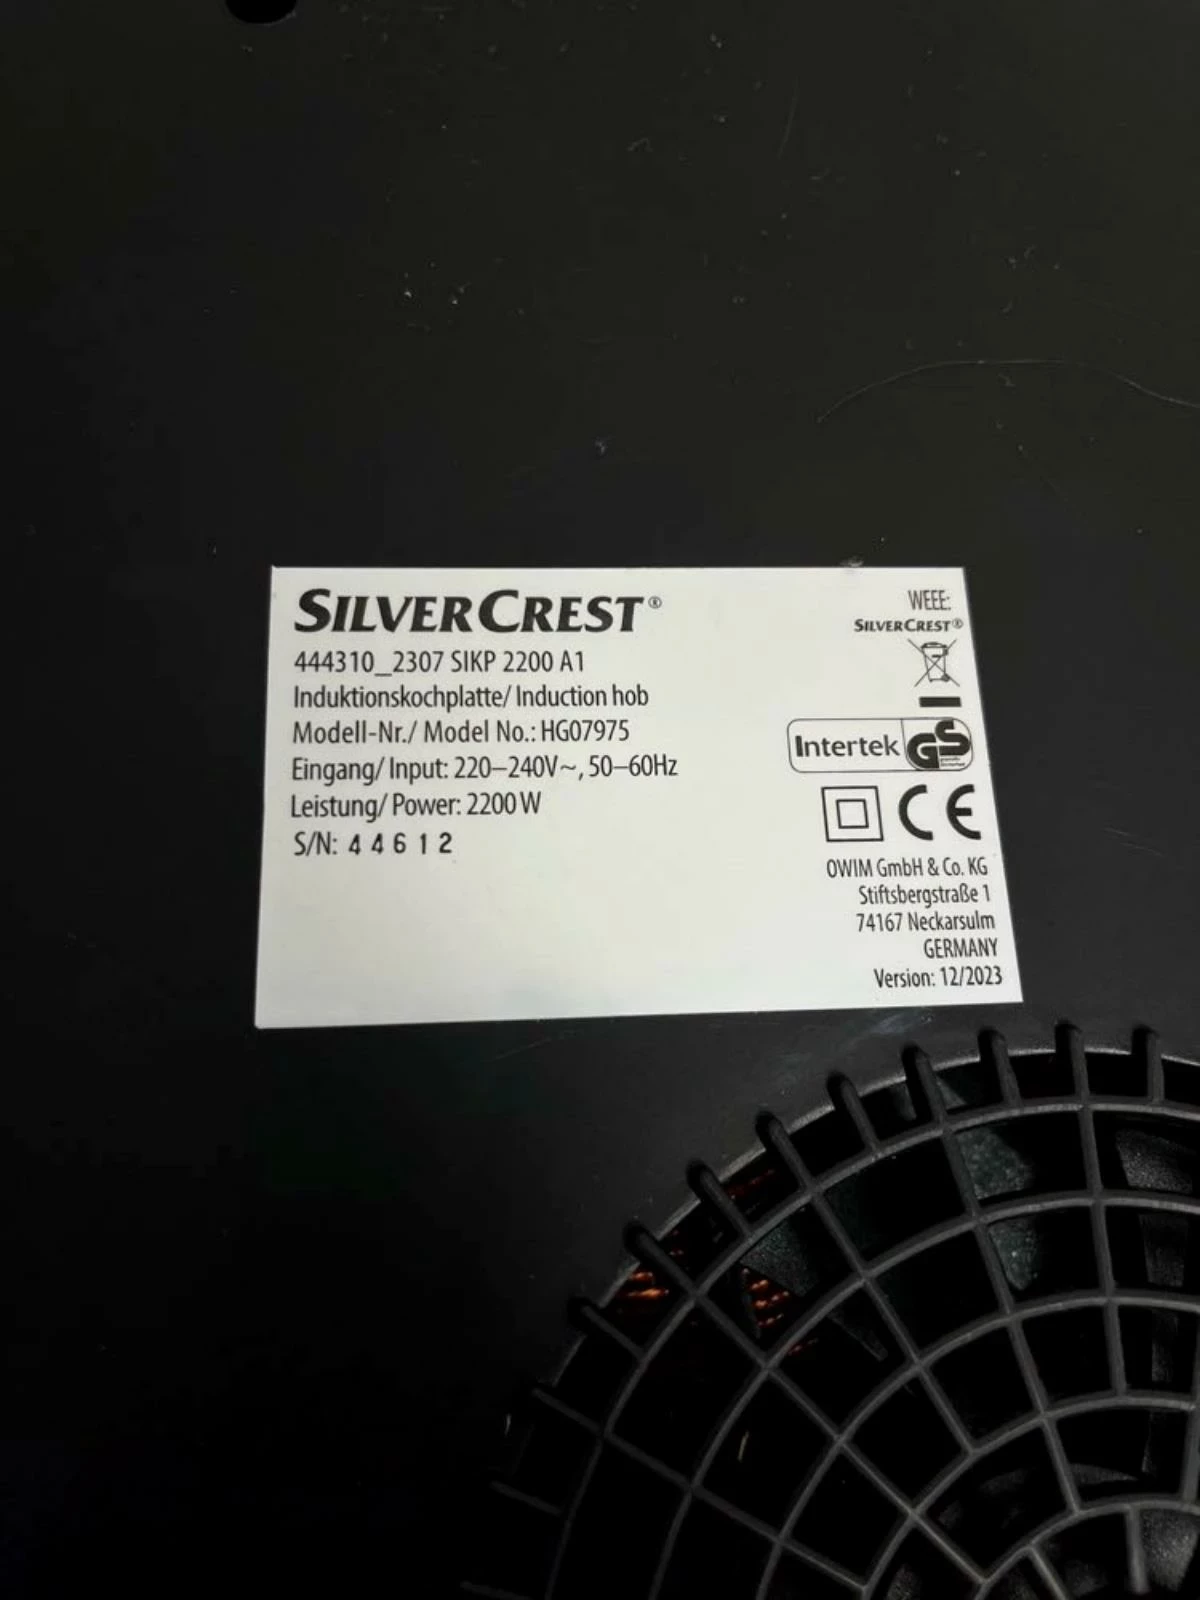 SILVERCREST®
444310_2307 SIKP 2200 A1
Induktionskochplatte/ Induction hob
Modell-Nr./ Model No.: HG07975
Eingang/ Input: 220–240V~, 50–60Hz
Leistung/ Power: 2200 W
S/N: 4 4 6 1 2
WEEE:
SILVERCREST®
Intertek GS
CE
OWIM GmbH & Co. KG
Stiftsbergstraße 1
74167 Neckarsulm
GERMANY
Version: 12/2023